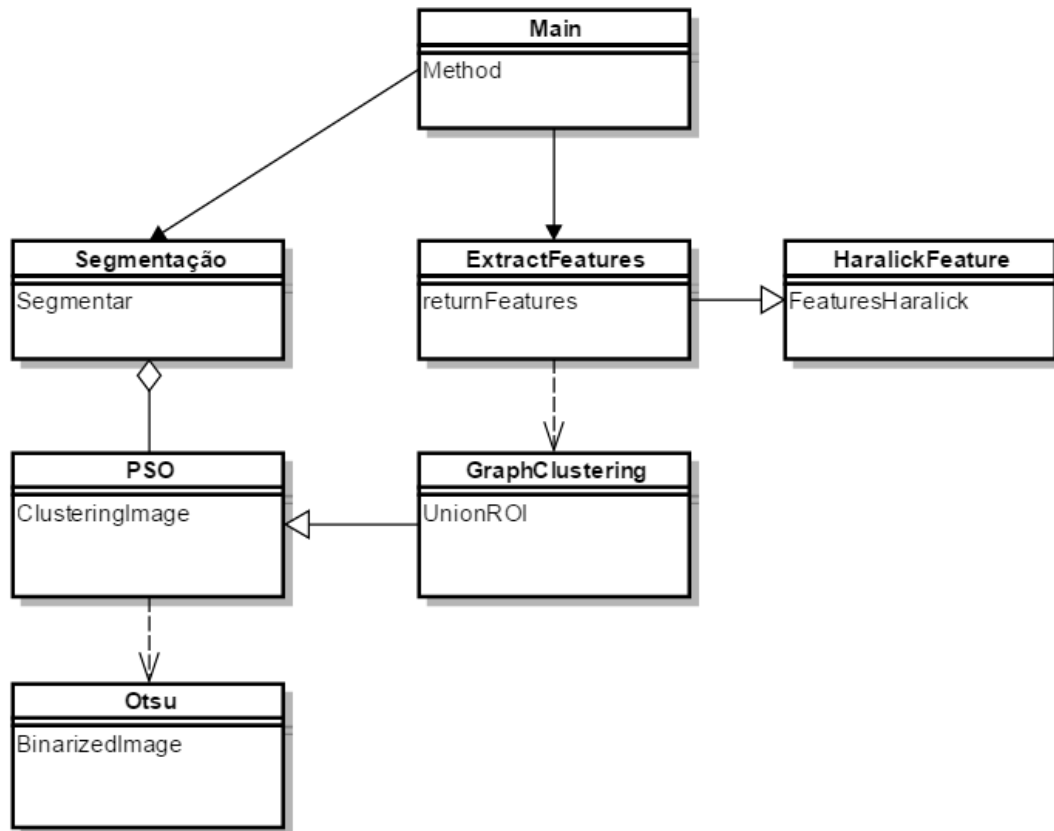 Main
Method
Segmentação
Segmentar
ExtractFeatures
returnFeatures
HaralickFeature
FeaturesHaralick
PSO
ClusteringImage
GraphClustering
UnionROI
Otsu
BinarizedImage